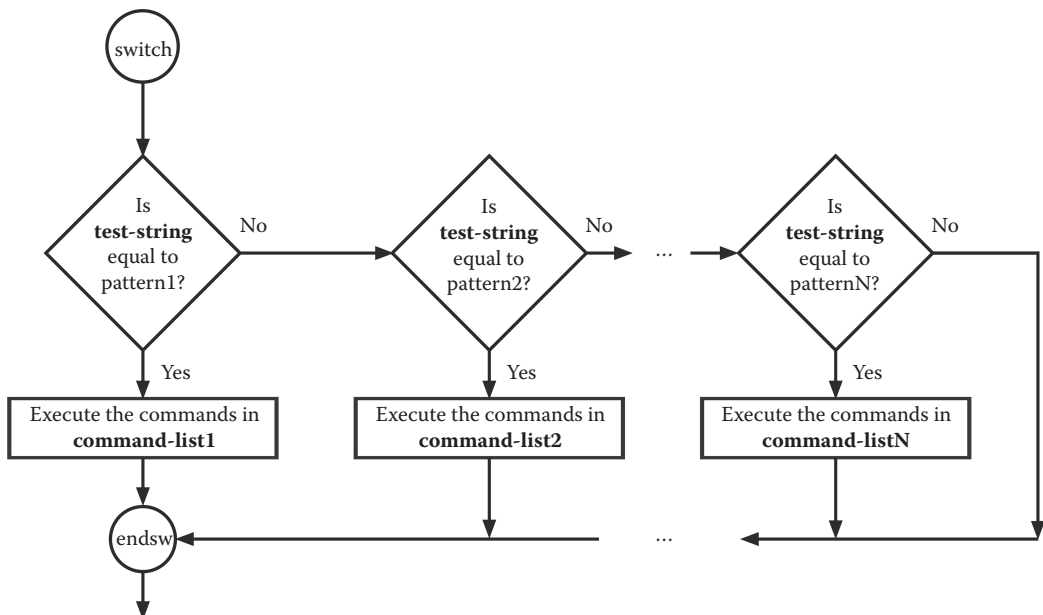 switch
Is
test-string
equal to
pattern1?
No
Yes
Execute the commands in
command-list1
Is
test-string
equal to
pattern2?
No
Yes
Execute the commands in
command-list2
...
Is
test-string
equal to
patternN?
No
Yes
Execute the commands in
command-listN
endsw
...